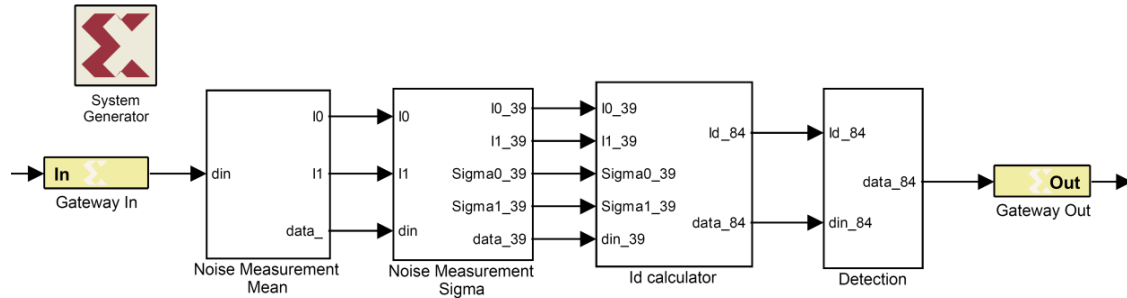 System
Generator
In
Gateway In
din
I0
I1
data_
Noise Measurement
Mean
I0
I1
din
I0_39
I1_39
Sigma0_39
Sigma1_39
data_39
Noise Measurement
Sigma
I0_39
I1_39
Sigma0_39
Sigma1_39
din_39
Id_84
data_84
Id calculator
Id_84
din_84
data_84
Detection
Out
Gateway Out